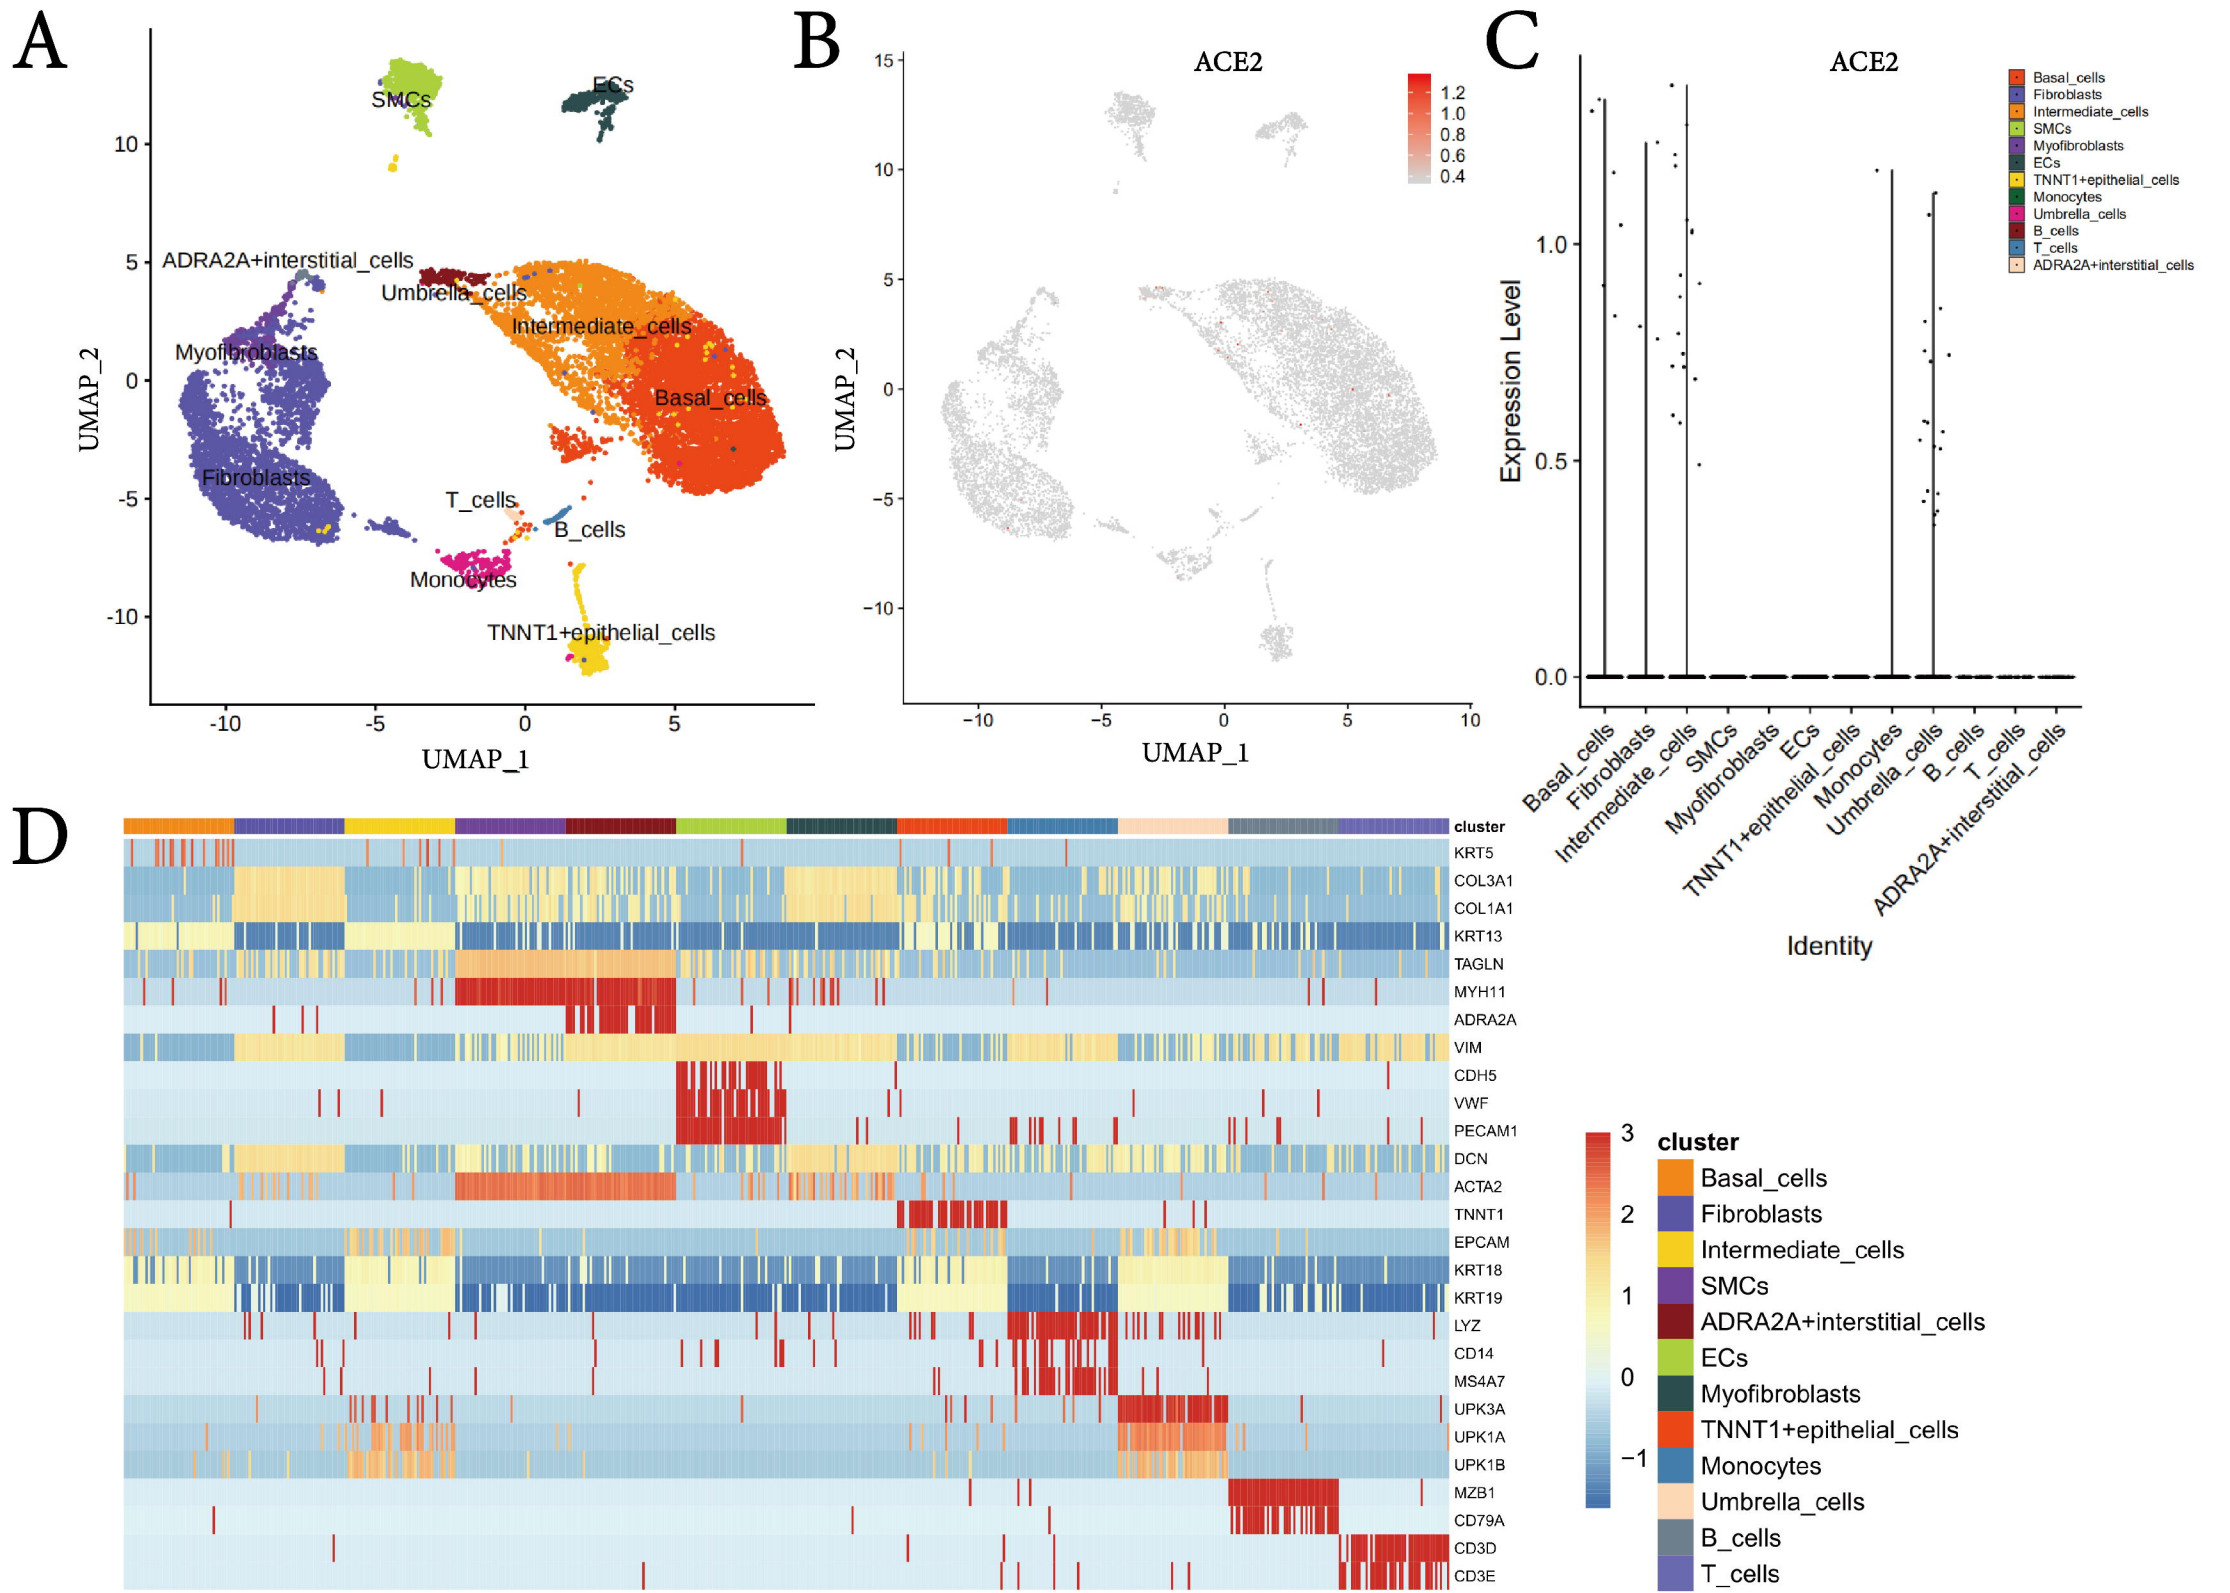 A
10
5
0
-5
-10
-10
-5
0
5
UMAP_2
UMAP_1
SMCs
ECs
ADRA2A+interstitial_cells
Umbrella_cells
Intermediate_cells
Myofibroblasts
Basal_cells
Fibroblasts
T_cells
B_cells
Monocytes
TNNT1+epithelial_cells
B
ACE2
15
10
5
0
−5
−10
−10
−5
0
5
10
UMAP_2
UMAP_1
1.2
1.0
0.8
0.6
0.4
C
ACE2
Expression Level
1.0
0.5
0.0
Basal_cells
Fibroblasts
Intermediate_cells
SMCs
Myofibroblasts
ECs
TNNT1+epithelial_cells
Monocytes
Umbrella_cells
B_cells
T_cells
ADRA2A+interstitial_cells
Identity
Basal_cells
Fibroblasts
Intermediate_cells
SMCs
Myofibroblasts
ECs
TNNT1+epithelial_cells
Monocytes
Umbrella_cells
B_cells
T_cells
ADRA2A+interstitial_cells
D
cluster
KRT5
COL3A1
COL1A1
KRT13
TAGLN
MYH11
ADRA2A
VIM
CDH5
VWF
PECAM1
DCN
ACTA2
TNNT1
EPCAM
KRT18
KRT19
LYZ
CD14
MS4A7
UPK3A
UPK1A
UPK1B
MZB1
CD79A
CD3D
CD3E
3
2
1
0
−1
cluster
Basal_cells
Fibroblasts
Intermediate_cells
SMCs
ADRA2A+interstitial_cells
ECs
Myofibroblasts
TNNT1+epithelial_cells
Monocytes
Umbrella_cells
B_cells
T_cells